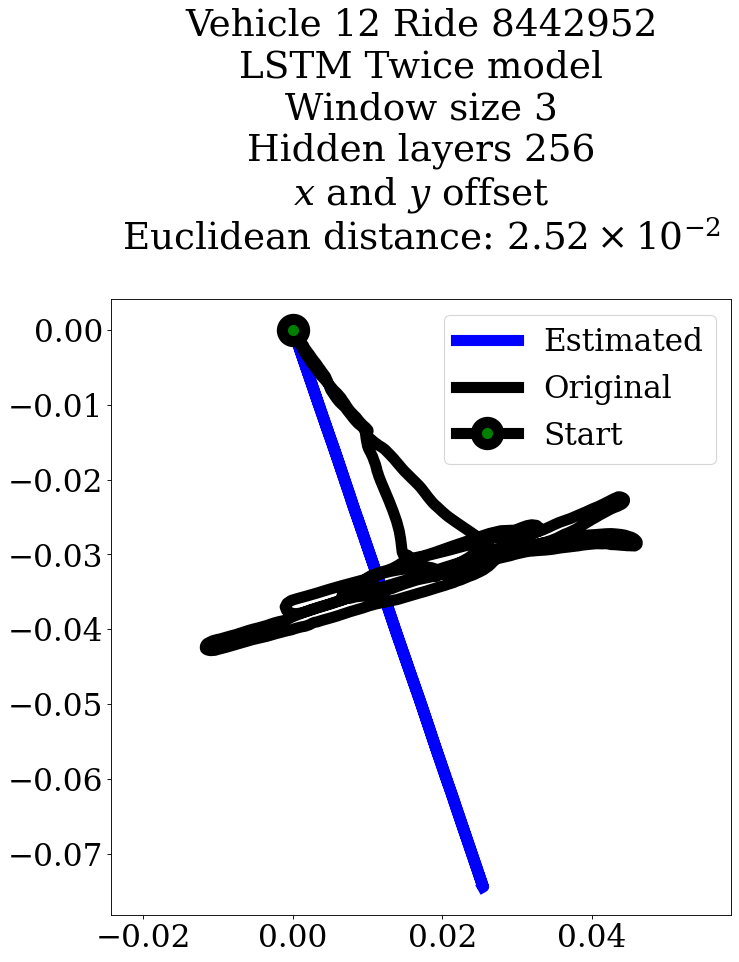 Vehicle 12 Ride 8442952
LSTM Twice model
Window size 3
Hidden layers 256
x and y offset
Euclidean distance: 2.52 × 10⁻²
Estimated
Original
Start
0.00
−0.01
−0.02
−0.03
−0.04
−0.05
−0.06
−0.07
−0.02 0.00 0.02 0.04